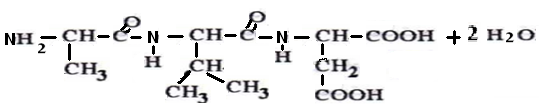 O O
NH₂–CH–C–N–CH–C–N–CH–COOH + 2 H₂O
CH₃ H CH H CH₂
CH₃ CH₃ COOH